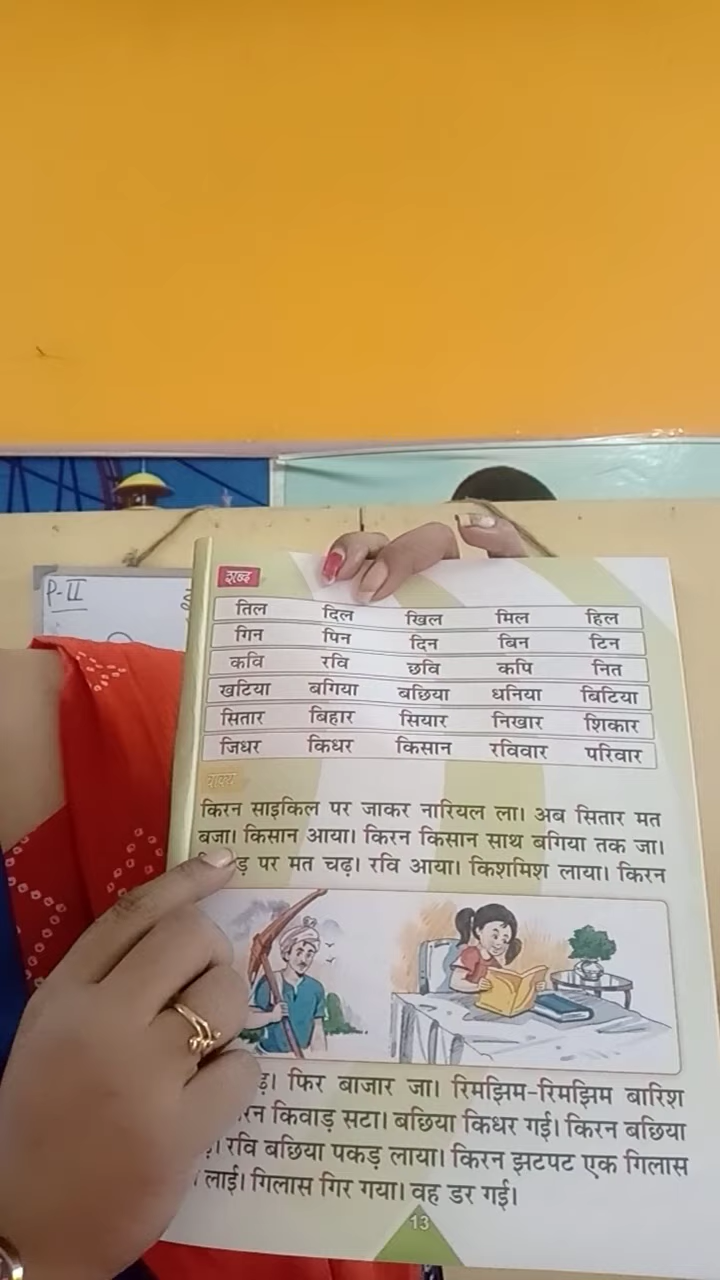 P-II
शब्द
तिल दिल खिल मिल हिल
गिन पिन दिन बिन टिन
कवि रवि छवि कपि नित
खटिया बगिया बछिया धनिया बिटिया
सितार बिहार सियार निखार शिकार
जिधर किधर किसान रविवार परिवार
वाक्य
किरन साइकिल पर जाकर नारियल ला। अब सितार मत
बजा। किसान आया। किरन किसान साथ बगिया तक जा।
पर मत चढ़। रवि आया। किशमिश लाया। किरन
फिर बाजार जा। रिमझिम-रिमझिम बारिश
किवाड़ सटा। बछिया किधर गई। किरन बछिया
रवि बछिया पकड़ लाया। किरन झटपट एक गिलास
लाई। गिलास गिर गया। वह डर गई।
13